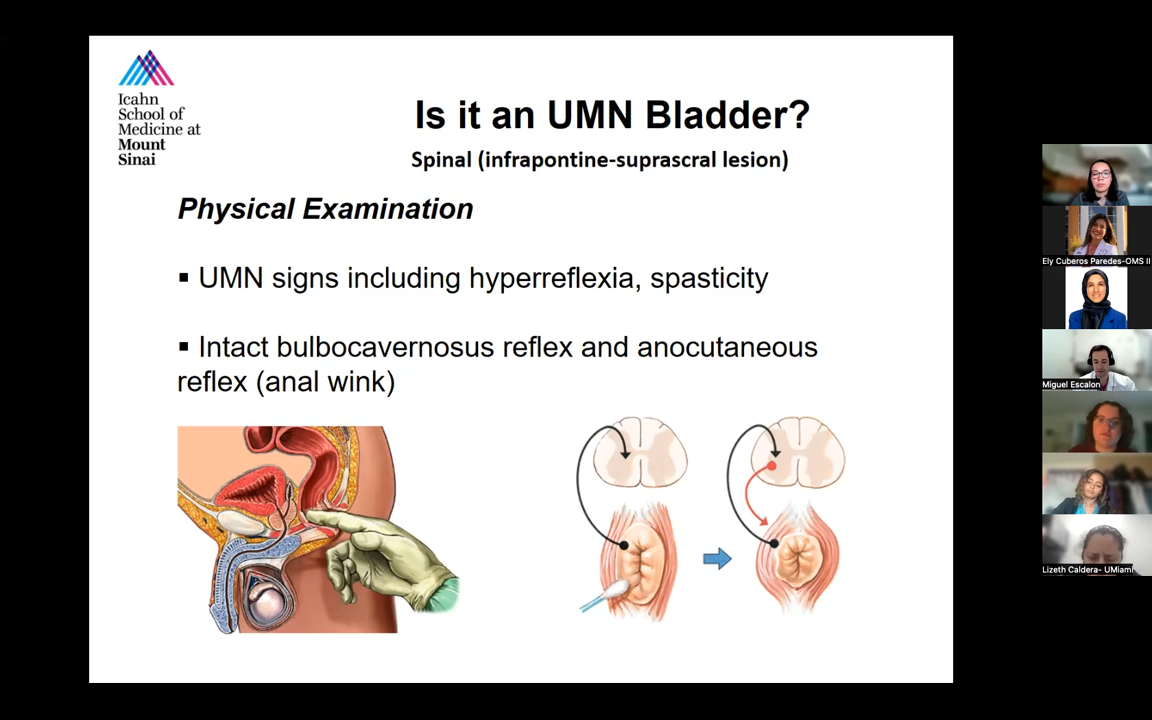 Icahn
School of
Medicine at
Mount
Sinai
Is it an UMN Bladder?
Spinal (infrapontine-suprascral lesion)
Physical Examination
▪ UMN signs including hyperreflexia, spasticity
▪ Intact bulbocavernosus reflex and anocutaneous
reflex (anal wink)
Ely Cuberos Paredes-OMS II
Miguel Escalon
Lizeth Caldera- UMiami